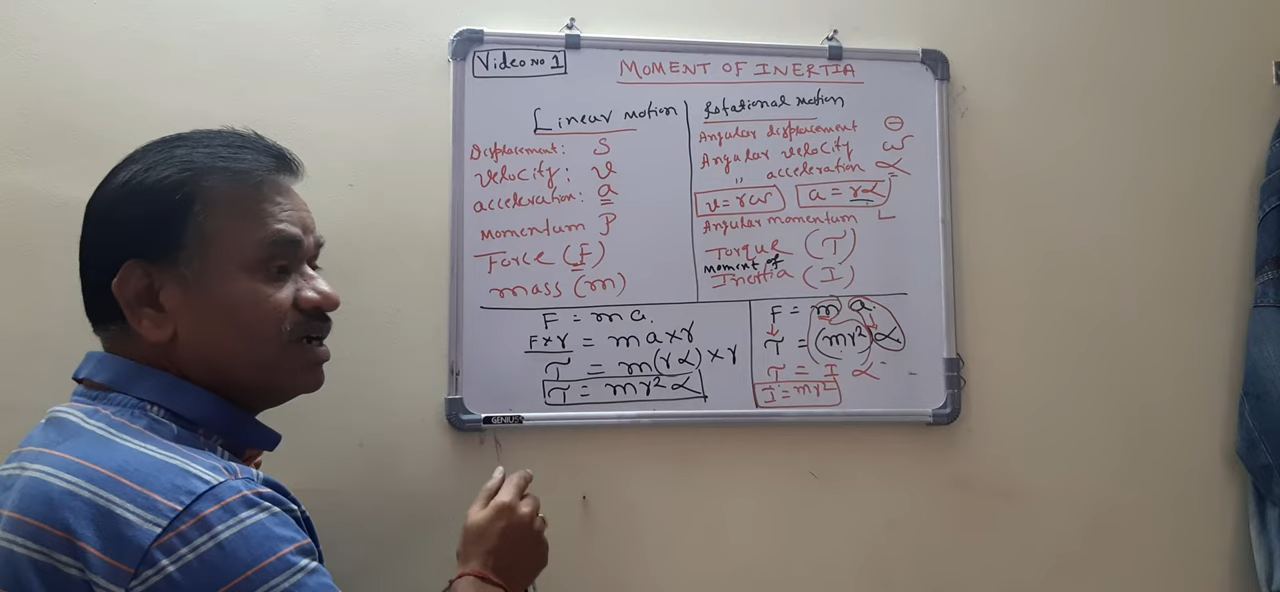 Video No 1
MOMENT OF INERTIA
Linear motion
Displacement: S
Velocity: v
acceleration: a
Momentum P
Force (F)
mass (m)
Rotational motion
Angular displacement θ
Angular velocity ω
" acceleration α
v = rω a = rα
Angular momentum L
Torque (τ)
Moment of
Inertia (I)
F = ma
F×r = ma×r
τ = m(rα)×r
τ = mr²α
F = m a
τ = (mr²)α
τ = I α
I = mr²
GENIUS